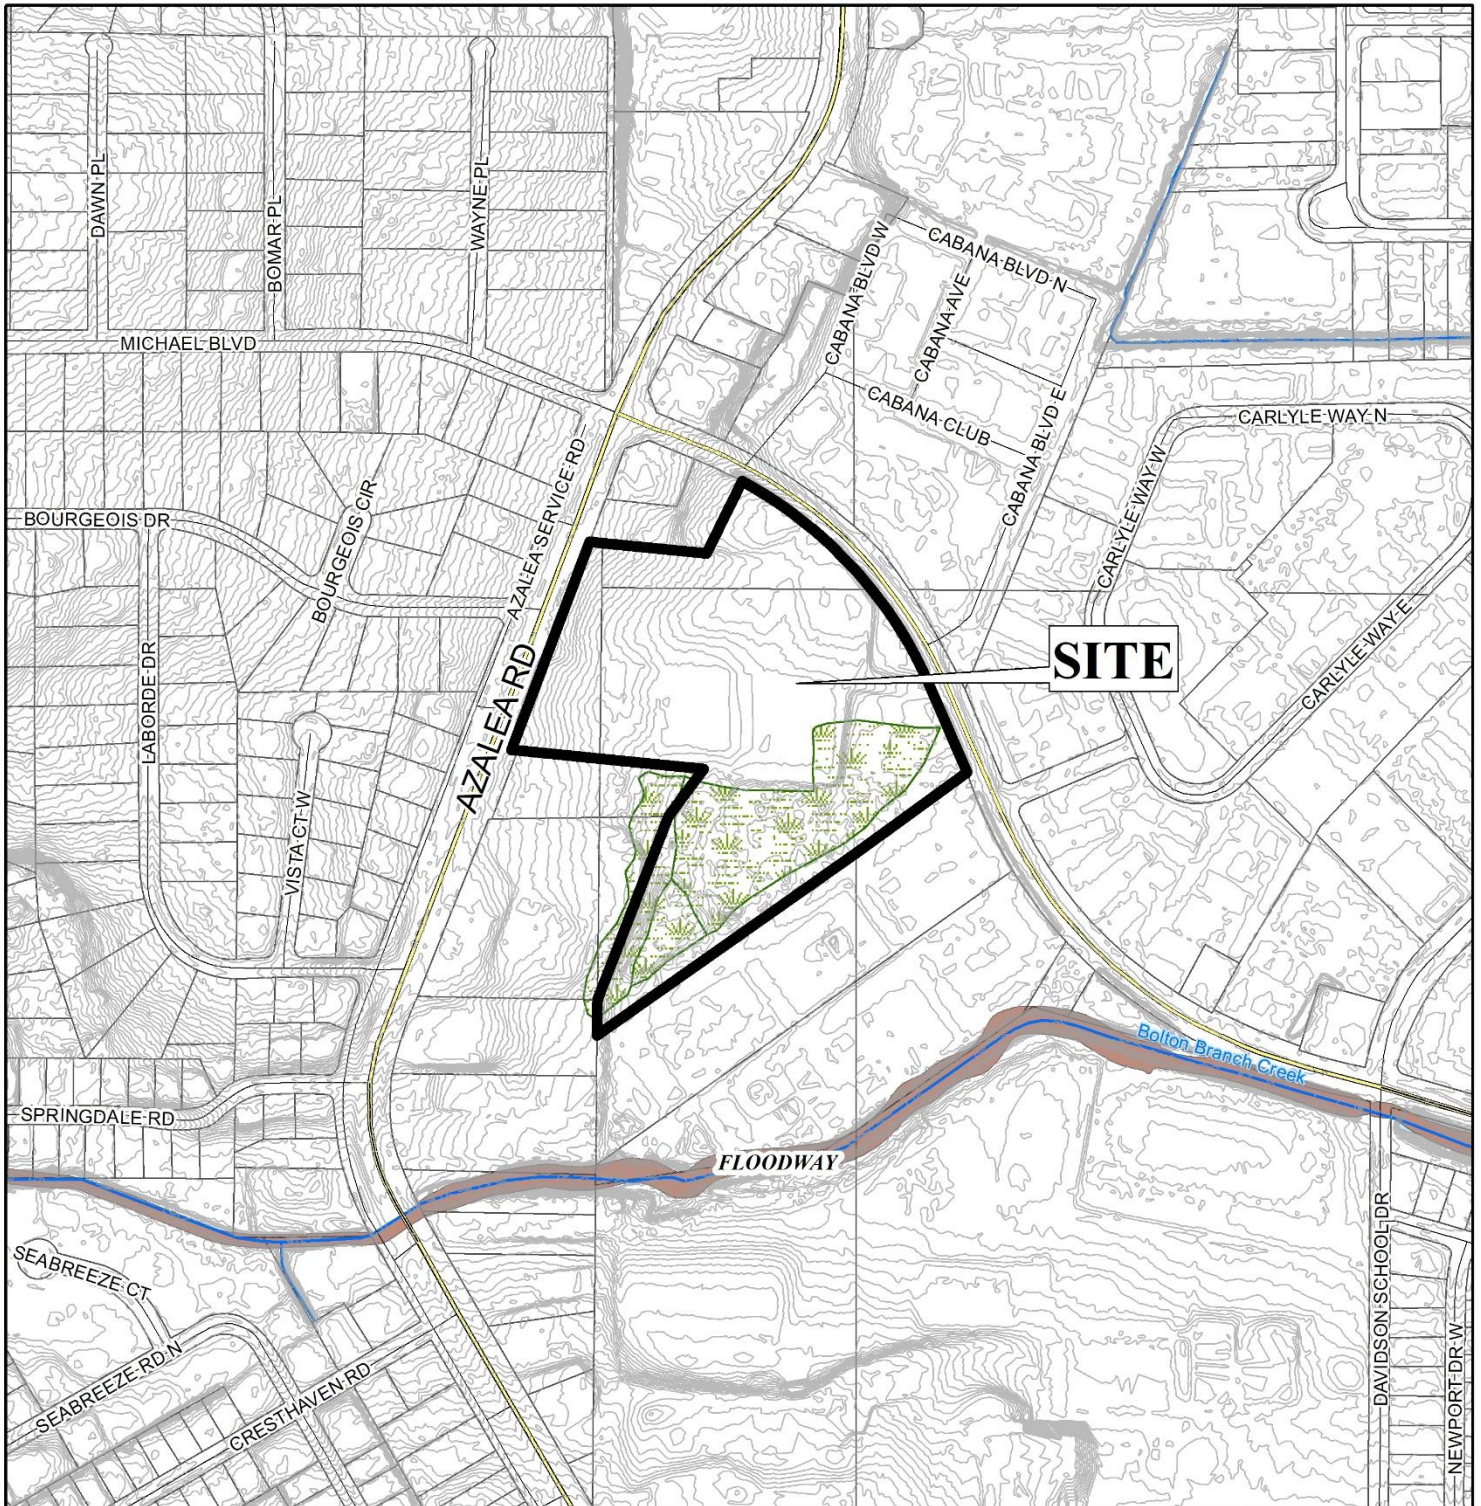 DAWN PL
BOMAR PL
WAYNE PL
MICHAEL BLVD
CABANA BLVD W
CABANA BLVD N
CABANA AVE
CABANA CLUB
CABANA BLVD E
CARLYLE WAY N
CARLYLE WAY W
CARLYLE WAY E
BOURGEOIS DR
BOURGEOIS CIR
AZALEA SERVICE RD
AZALEA RD
LABORDE DR
VISTA CT W
SITE
SPRINGDALE RD
Bolton Branch Creek
FLOODWAY
SEABREEZE CT
SEABREEZE RD N
CRESTHAVEN RD
DAVIDSON SCHOOL DR
NEWPORT DR W